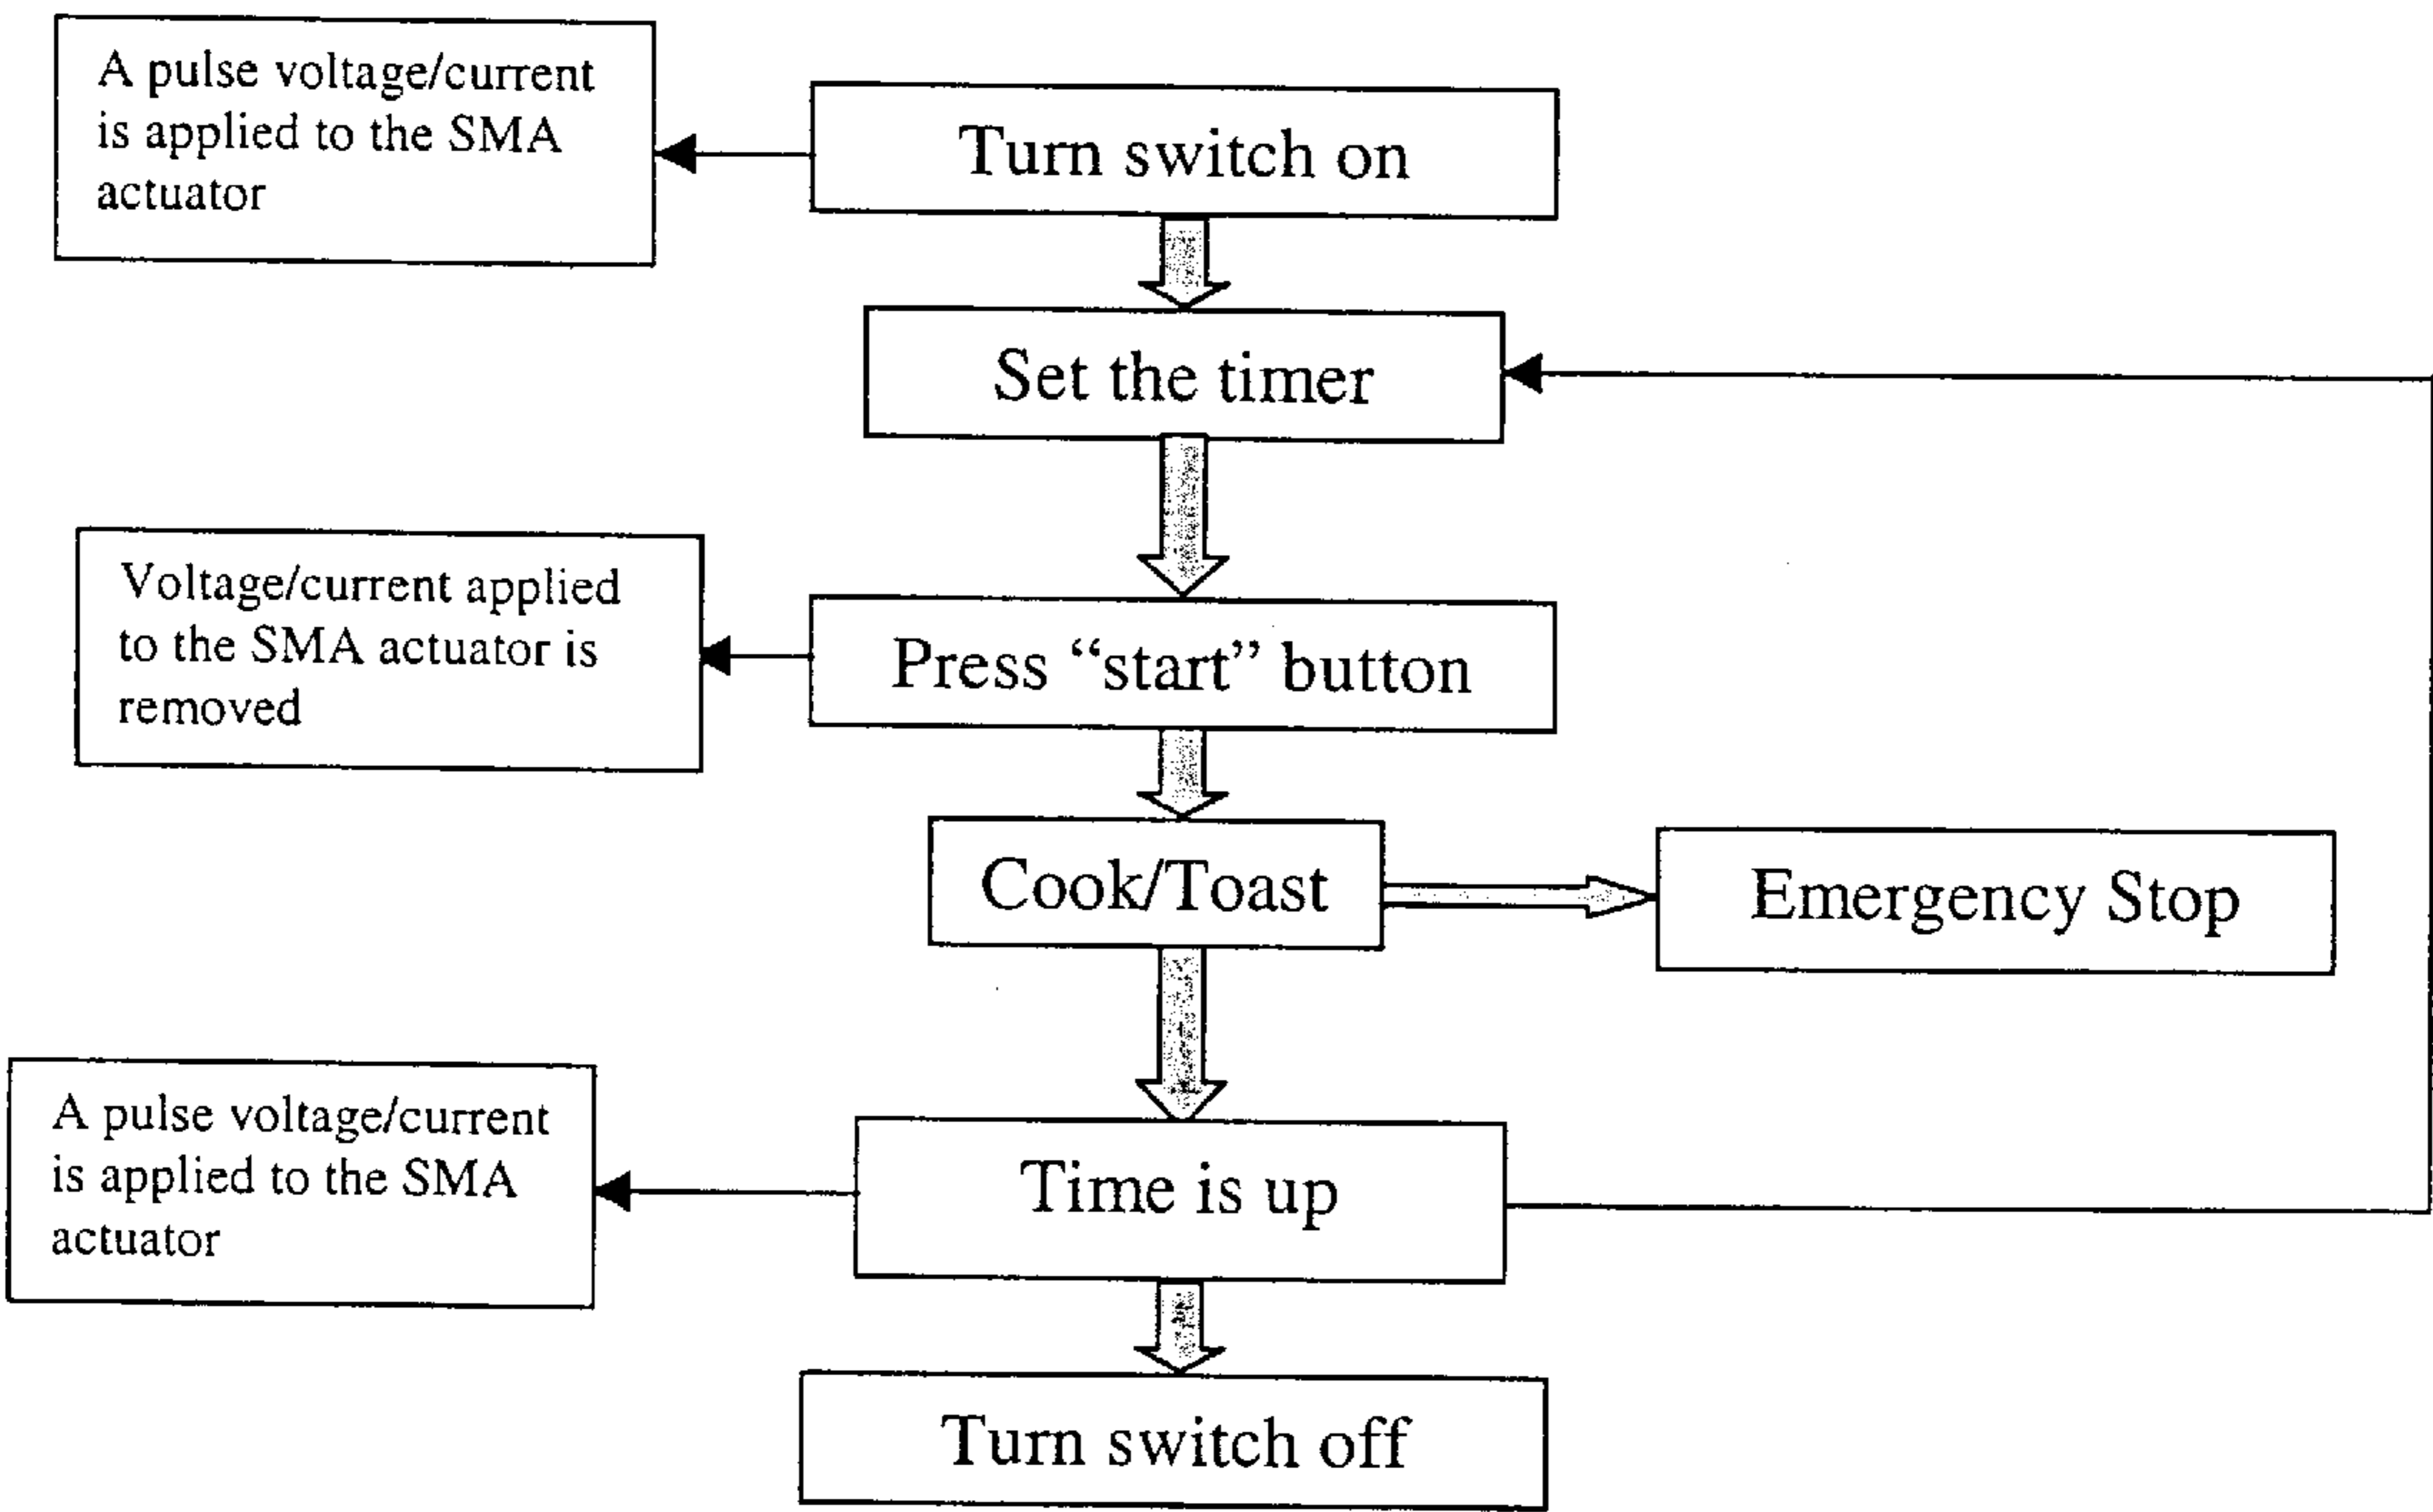 A pulse voltage/current
is applied to the SMA
actuator
Turn switch on
Set the timer
Voltage/current applied
to the SMA actuator is
removed
Press “start” button
Cook/Toast
Emergency Stop
A pulse voltage/current
is applied to the SMA
actuator
Time is up
Turn switch off